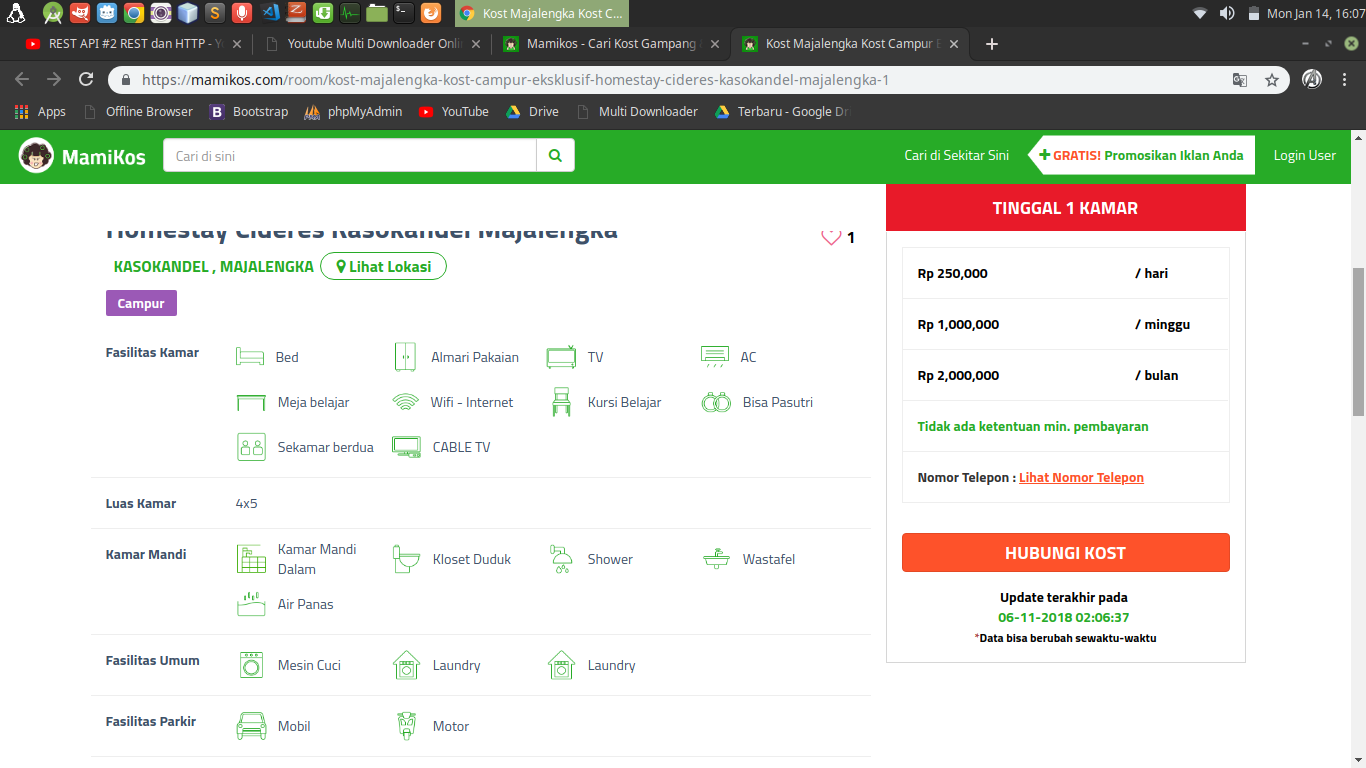 Kost Majalengka Kost C...
Mon Jan 14, 16:07
REST API #2 REST dan HTTP - Y
Youtube Multi Downloader Onli
Mamikos - Cari Kost Gampang
Kost Majalengka Kost Campur E
https://mamikos.com/room/kost-majalengka-kost-campur-eksklusif-homestay-cideres-kasokandel-majalengka-1
Apps
Offline Browser
Bootstrap
phpMyAdmin
YouTube
Drive
Multi Downloader
Terbaru - Google Dr
MamiKos
Cari di sini
Cari di Sekitar Sini
GRATIS! Promosikan Iklan Anda
Login User
Homestay Cideres Kasokandel Majalengka
1
KASOKANDEL , MAJALENGKA
Lihat Lokasi
Campur
Fasilitas Kamar
Bed
Almari Pakaian
TV
AC
Meja belajar
Wifi - Internet
Kursi Belajar
Bisa Pasutri
Sekamar berdua
CABLE TV
Luas Kamar
4x5
Kamar Mandi
Kamar Mandi
Dalam
Kloset Duduk
Shower
Wastafel
Air Panas
Fasilitas Umum
Mesin Cuci
Laundry
Laundry
Fasilitas Parkir
Mobil
Motor
TINGGAL 1 KAMAR
Rp 250,000 / hari
Rp 1,000,000 / minggu
Rp 2,000,000 / bulan
Tidak ada ketentuan min. pembayaran
Nomor Telepon : Lihat Nomor Telepon
HUBUNGI KOST
Update terakhir pada
06-11-2018 02:06:37
*Data bisa berubah sewaktu-waktu